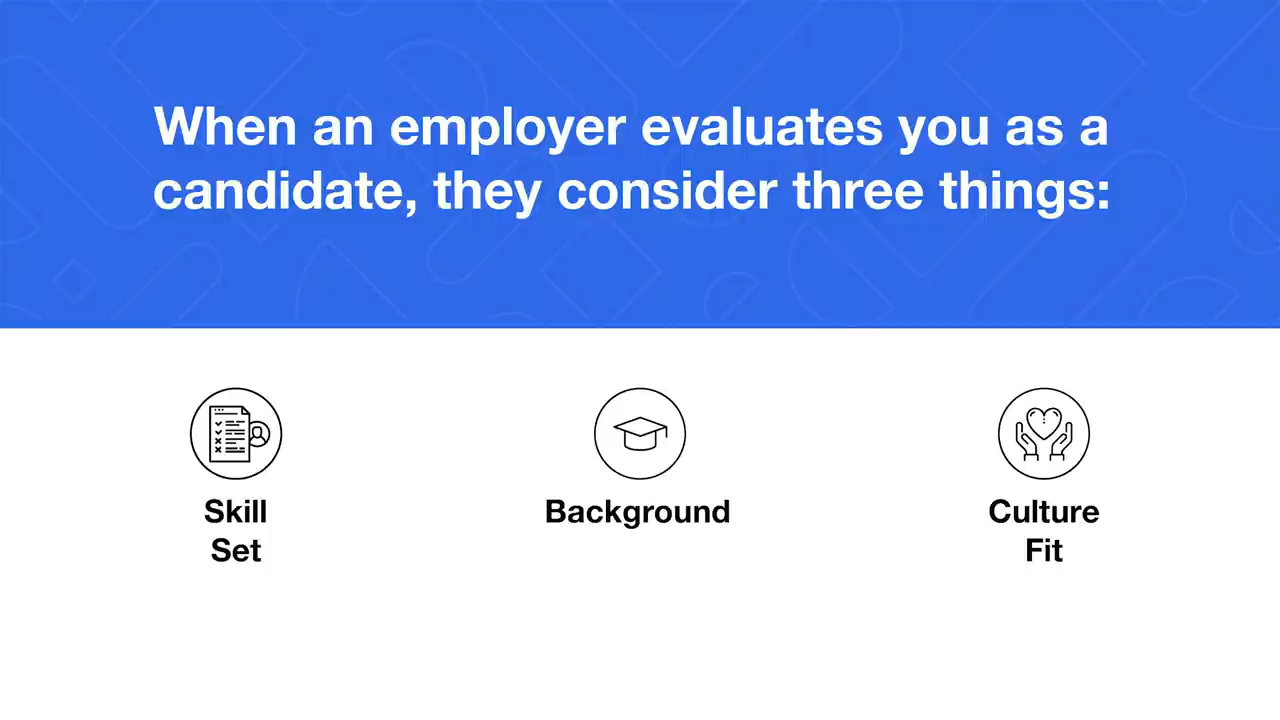 When an employer evaluates you as a
candidate, they consider three things:
Skill
Set
Background
Culture
Fit